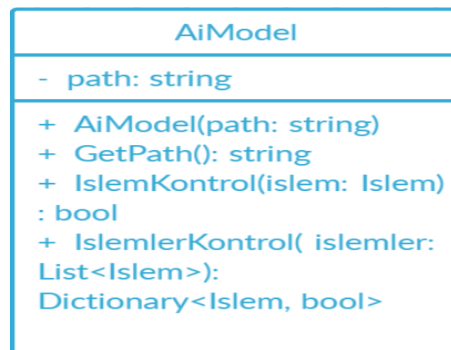 AiModel
- path: string
+ AiModel(path: string)
+ GetPath(): string
+ IslemKontrol(islem: Islem)
: bool
+ IslemlerKontrol( islemler:
List<Islem>):
Dictionary<Islem, bool>